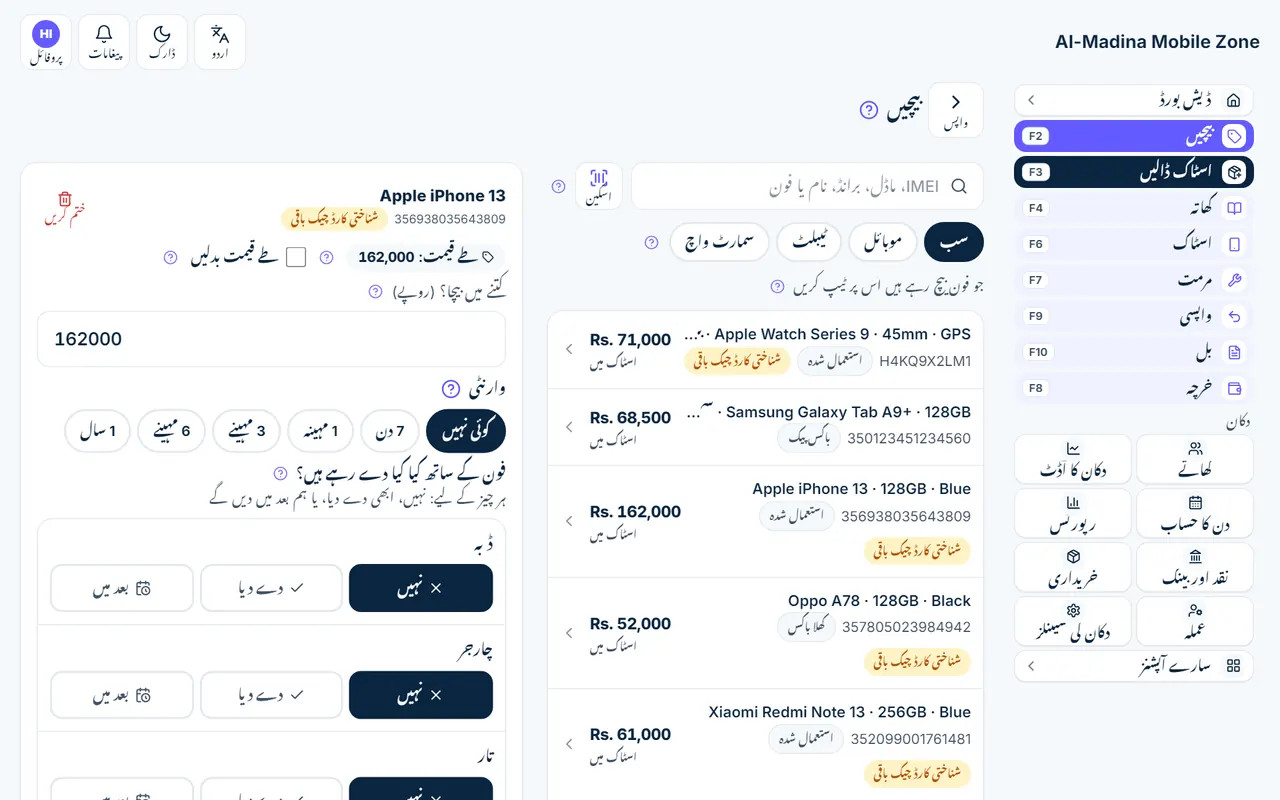 Al-Madina Mobile Zone
اردو
ڈارک
پیغامات
HI
پروفائل
ڈیش بورڈ
بیچیں F2
اسٹاک ڈالیں F3
کھاتہ F4
اسٹاک F6
مرمت F7
واپسی F9
بل F10
خرچہ F8
دکان
کھاتے
دکان کا آڈٹ
دن کا حساب
رپورٹس
نقد اور بینک
خریداری
عملہ
دکان کی سیٹنگز
سارے آپشنز
واپس
بیچیں
IMEI، ماڈل، برانڈ، نام یا فون
اسکین
سب
موبائل
ٹیبلٹ
سمارٹ واچ
جو فون بیچ رہے ہیں اس پر ٹیپ کریں
Apple Watch Series 9 · 45mm · GPS · ...
H4KQ9X2LM1 استعمال شدہ شناختی کارڈ چیک باقی
Rs. 71,000
اسٹاک میں
Samsung Galaxy Tab A9+ · 128GB · ...
350123451234560 باکس پیک
Rs. 68,500
اسٹاک میں
Apple iPhone 13 · 128GB · Blue
356938035643809 استعمال شدہ
شناختی کارڈ چیک باقی
Rs. 162,000
اسٹاک میں
Oppo A78 · 128GB · Black
357805023984942 کھلا باکس
شناختی کارڈ چیک باقی
Rs. 52,000
اسٹاک میں
Xiaomi Redmi Note 13 · 256GB · Blue
352099001761481 استعمال شدہ
شناختی کارڈ چیک باقی
Rs. 61,000
اسٹاک میں
Apple iPhone 13
356938035643809 شناختی کارڈ چیک باقی
ختم کریں
طے قیمت: 162,000
طے قیمت بدلیں
کتنے میں بیچا؟ (روپے)
162000
وارنٹی
کوئی نہیں
7 دن
1 مہینہ
3 مہینے
6 مہینے
1 سال
فون کے ساتھ کیا کیا دے رہے ہیں؟
ہر چیز کے لیے: نہیں، ابھی دے دیا، یا ہم بعد میں دیں گے
ڈبہ
نہیں
دے دیا
بعد میں
چارجر
نہیں
دے دیا
بعد میں
تار